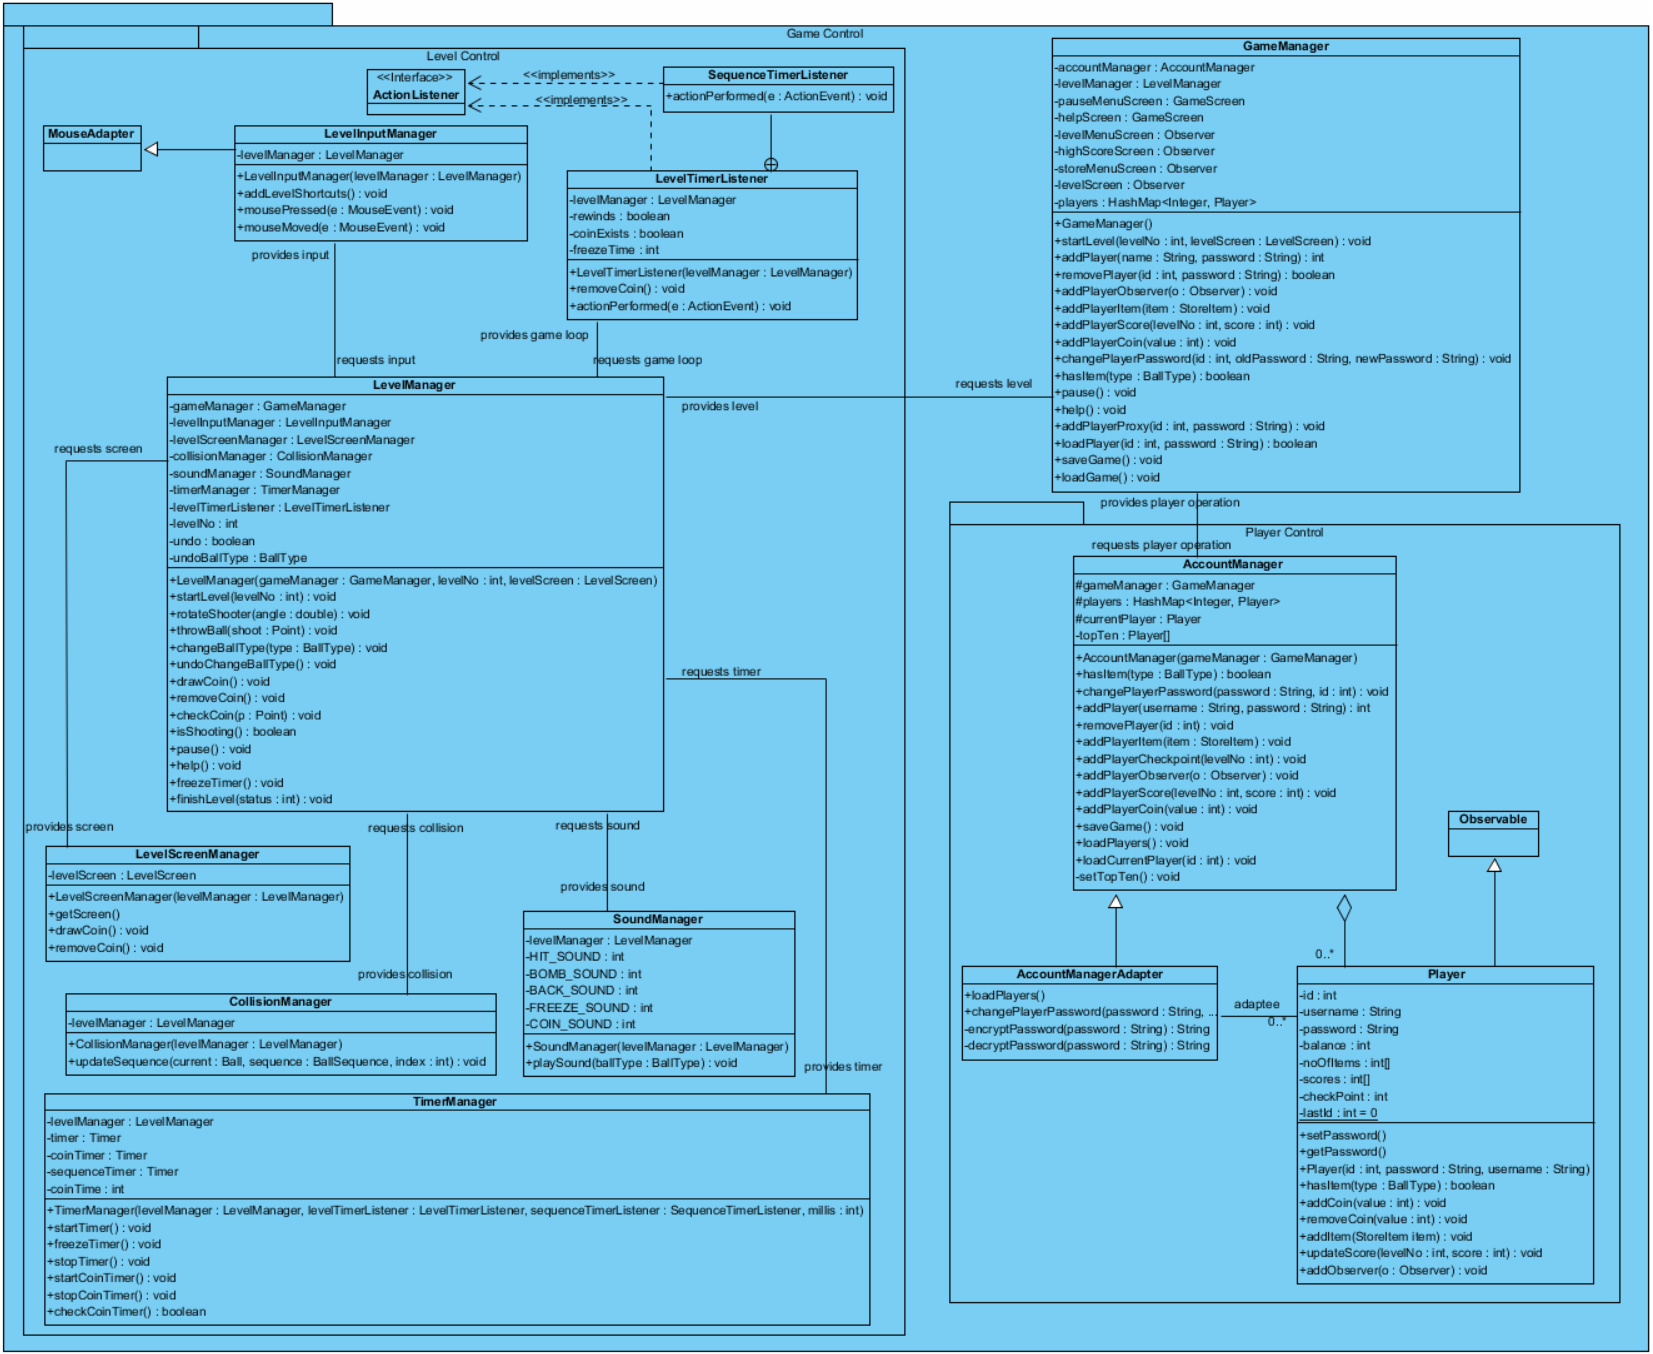 Game Control
Level Control
<<Interface>>
ActionListener
<<implements>>
<<implements>>
SequenceTimerListener
+actionPerformed(e : ActionEvent) : void
MouseAdapter
LevelInputManager
-levelManager : LevelManager
+LevelInputManager(levelManager : LevelManager)
+addLevelShortcuts() : void
+mousePressed(e : MouseEvent) : void
+mouseMoved(e : MouseEvent) : void
provides input
requests input
LevelTimerListener
-levelManager : LevelManager
-rewinds : boolean
-coinExists : boolean
-freezeTime : int
+LevelTimerListener(levelManager : LevelManager)
+removeCoin() : void
+actionPerformed(e : ActionEvent) : void
provides game loop
requests game loop
LevelManager
-gameManager : GameManager
-levelInputManager : LevelInputManager
-levelScreenManager : LevelScreenManager
-collisionManager : CollisionManager
-soundManager : SoundManager
-timerManager : TimerManager
-levelTimerListener : LevelTimerListener
-levelNo : int
-undo : boolean
-undoBallType : BallType
+LevelManager(gameManager : GameManager, levelNo : int, levelScreen : LevelScreen)
+startLevel(levelNo : int) : void
+rotateShooter(angle : double) : void
+throwBall(shoot : Point) : void
+changeBallType(type : BallType) : void
+undoChangeBallType() : void
+drawCoin() : void
+removeCoin() : void
+checkCoin(p : Point) : void
+isShooting() : boolean
+pause() : void
+help() : void
+freezeTimer() : void
+finishLevel(status : int) : void
requests screen
provides screen
requests collision
provides collision
requests sound
provides sound
requests timer
provides timer
provides level
requests level
LevelScreenManager
-levelScreen : LevelScreen
+LevelScreenManager(levelManager : LevelManager)
+getScreen()
+drawCoin() : void
+removeCoin() : void
CollisionManager
-levelManager : LevelManager
+CollisionManager(levelManager : LevelManager)
+updateSequence(current : Ball, sequence : BallSequence, index : int) : void
SoundManager
-levelManager : LevelManager
-HIT_SOUND : int
-BOMB_SOUND : int
-BACK_SOUND : int
-FREEZE_SOUND : int
-COIN_SOUND : int
+SoundManager(levelManager : LevelManager)
+playSound(ballType : BallType) : void
TimerManager
-levelManager : LevelManager
-timer : Timer
-coinTimer : Timer
-sequenceTimer : Timer
-coinTime : int
+TimerManager(levelManager : LevelManager, levelTimerListener : LevelTimerListener, sequenceTimerListener : SequenceTimerListener, millis : int)
+startTimer() : void
+freezeTimer() : void
+stopTimer() : void
+startCoinTimer() : void
+stopCoinTimer() : void
+checkCoinTimer() : boolean
GameManager
-accountManager : AccountManager
-levelManager : LevelManager
-pauseMenuScreen : GameScreen
-helpScreen : GameScreen
-levelMenuScreen : Observer
-highScoreScreen : Observer
-storeMenuScreen : Observer
-levelScreen : Observer
-players : HashMap<Integer, Player>
+GameManager()
+startLevel(levelNo : int, levelScreen : LevelScreen) : void
+addPlayer(name : String, password : String) : int
+removePlayer(id : int, password : String) : boolean
+addPlayerObserver(o : Observer) : void
+addPlayerItem(item : StoreItem) : void
+addPlayerScore(levelNo : int, score : int) : void
+addPlayerCoin(value : int) : void
+changePlayerPassword(id : int, oldPassword : String, newPassword : String) : void
+hasItem(type : BallType) : boolean
+pause() : void
+help() : void
+addPlayerProxy(id : int, password : String) : void
+loadPlayer(id : int, password : String) : boolean
+saveGame() : void
+loadGame() : void
provides player operation
Player Control
requests player operation
AccountManager
#gameManager : GameManager
#players : HashMap<Integer, Player>
#currentPlayer : Player
-topTen : Player[]
+AccountManager(gameManager : GameManager)
+hasItem(type : BallType) : boolean
+changePlayerPassword(password : String, id : int) : void
+addPlayer(username : String, password : String) : int
+removePlayer(id : int) : void
+addPlayerItem(item : StoreItem) : void
+addPlayerCheckpoint(levelNo : int) : void
+addPlayerObserver(o : Observer) : void
+addPlayerScore(levelNo : int, score : int) : void
+addPlayerCoin(value : int) : void
+saveGame() : void
+loadPlayers() : void
+loadCurrentPlayer(id : int) : void
-setTopTen() : void
Observable
0..*
AccountManagerAdapter
+loadPlayers()
+changePlayerPassword(password : String, ...
-encryptPassword(password : String) : String
-decryptPassword(password : String) : String
adaptee
0..*
Player
-id : int
-username : String
-password : String
-balance : int
-noOfItems : int[]
-scores : int[]
-checkPoint : int
-lastId : int = 0
+setPassword()
+getPassword()
+Player(id : int, password : String, username : String)
+hasItem(type : BallType) : boolean
+addCoin(value : int) : void
+removeCoin(value : int) : void
+addItem(StoreItem item) : void
+updateScore(levelNo : int, score : int) : void
+addObserver(o : Observer) : void